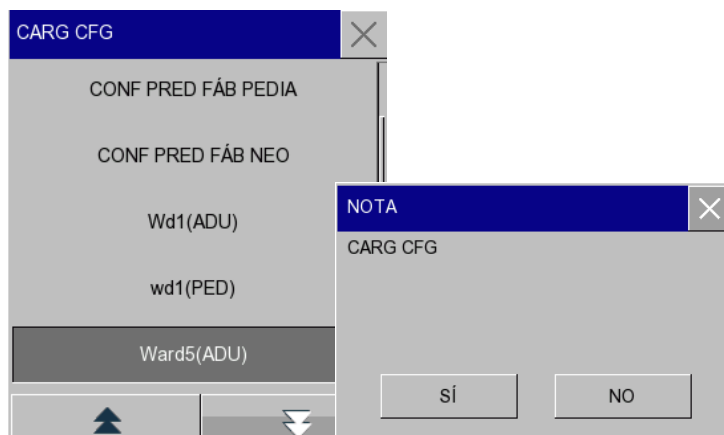 CARG CFG
CONF PRED FÁB PEDIA
CONF PRED FÁB NEO
Wd1(ADU)
wd1(PED)
Ward5(ADU)
NOTA
CARG CFG
SÍ
NO